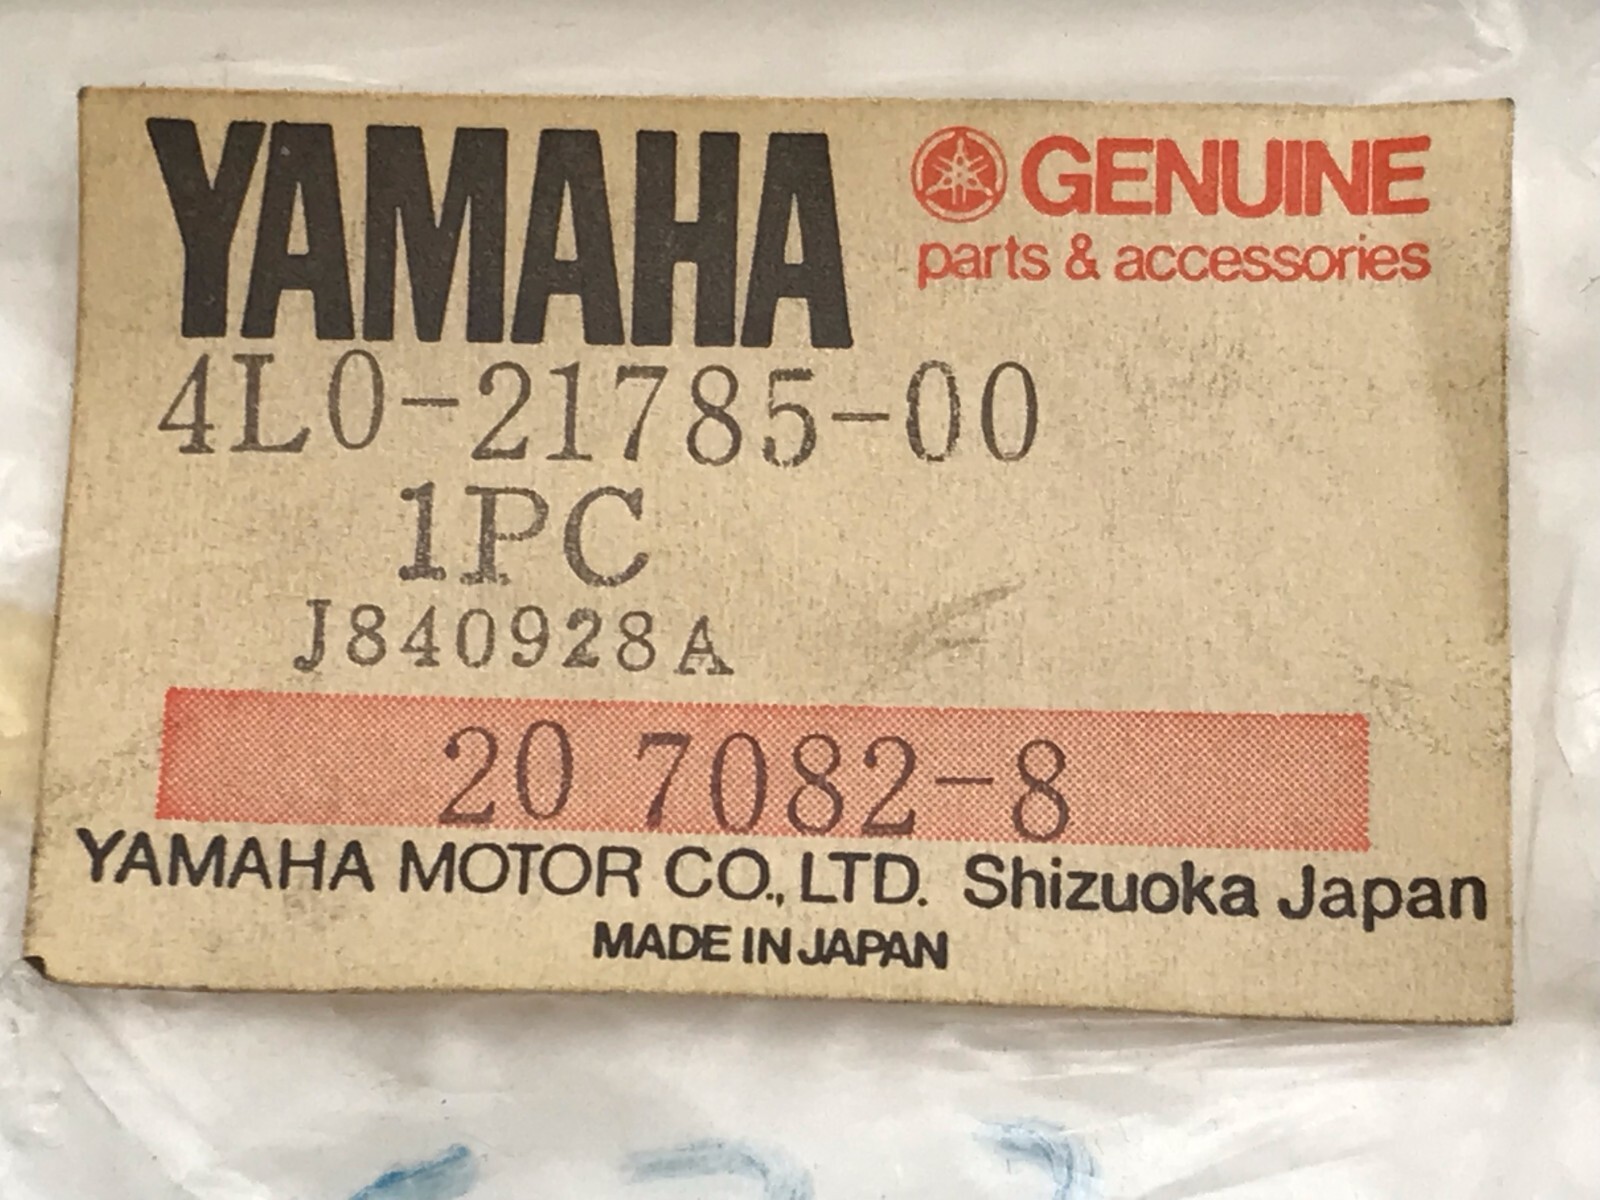 YAMAHA
GENUINE
parts & accessories
4L0-21785-00
1PC
J840928A
20 7082-8
YAMAHA MOTOR CO., LTD. Shizuoka Japan
MADE IN JAPAN